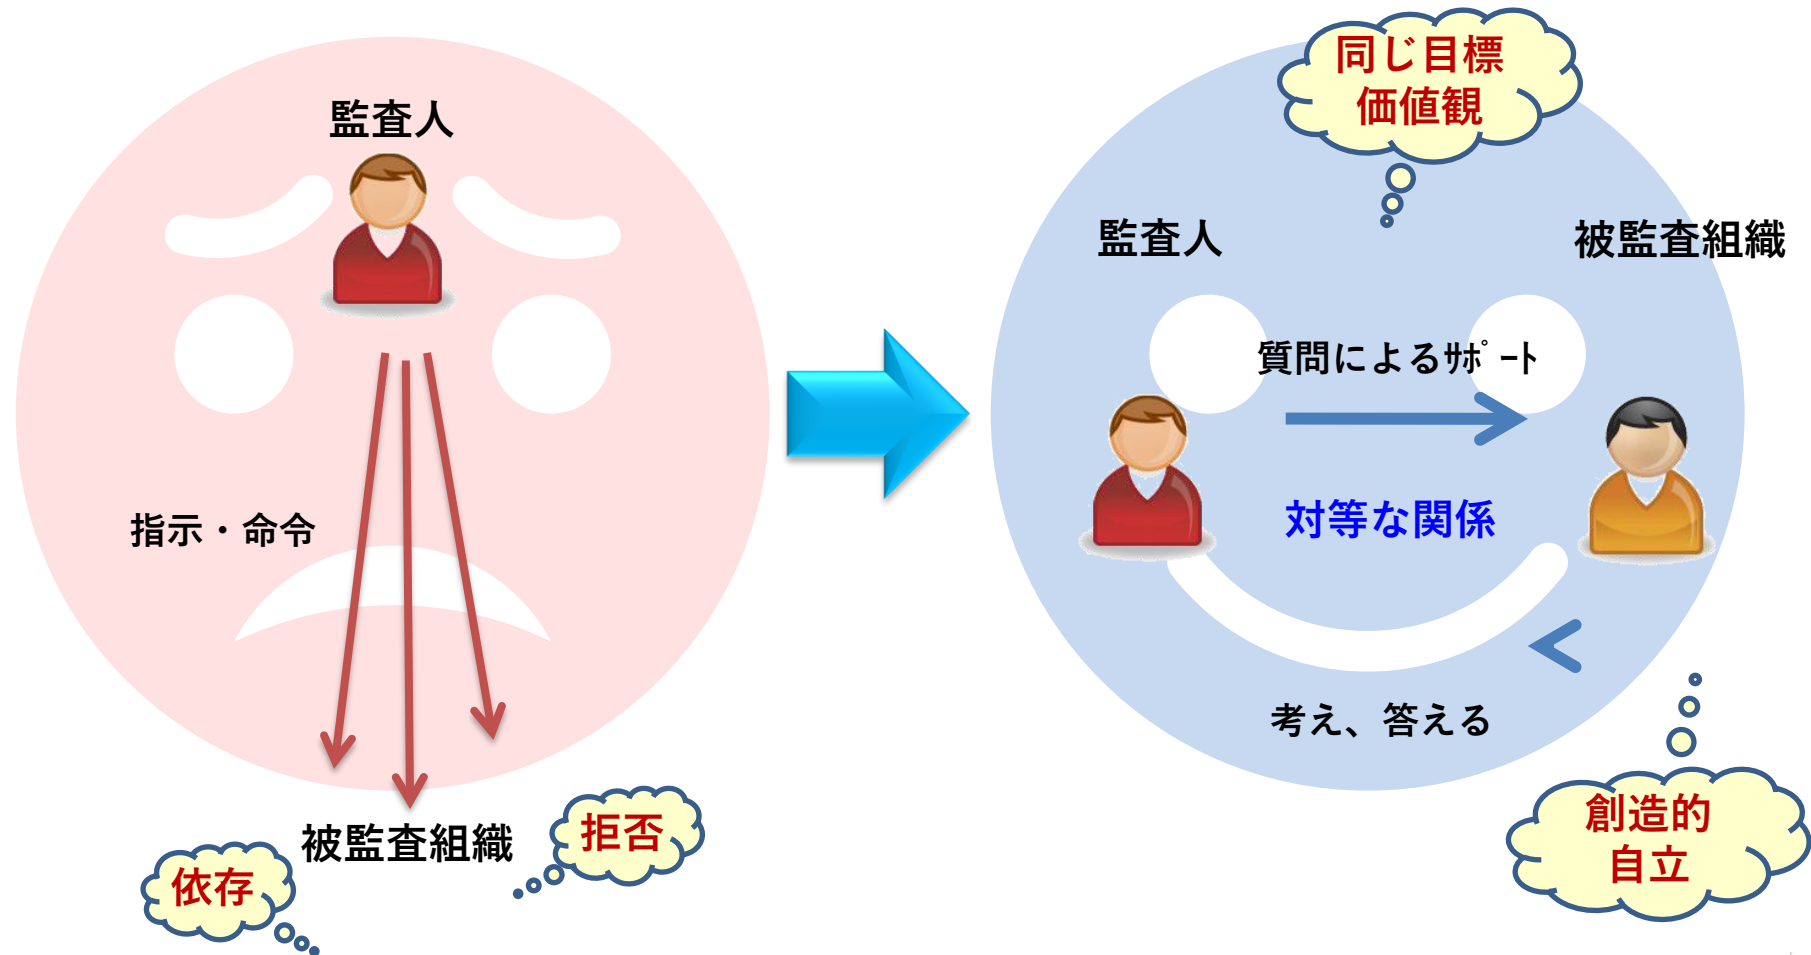 監査人
指示・命令
被監査組織
拒否
依存
同じ目標
価値観
監査人
被監査組織
質問によるｻﾎﾟｰﾄ
対等な関係
考え、答える
創造的
自立